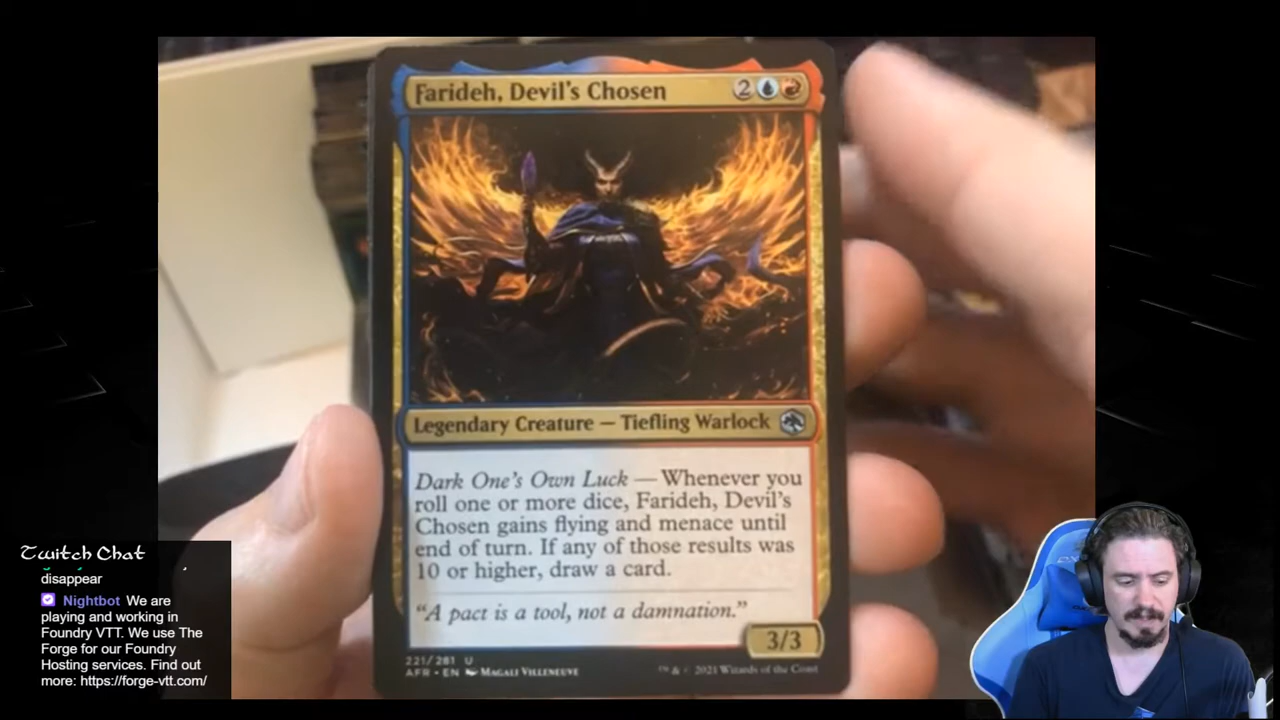 Farideh, Devil's Chosen 2
Legendary Creature — Tiefling Warlock
Dark One's Own Luck — Whenever you
roll one or more dice, Farideh, Devil's
Chosen gains flying and menace until
end of turn. If any of those results was
10 or higher, draw a card.
"A pact is a tool, not a damnation."
3/3
221/281 U
AFR • EN MAGALI VILLENEUVE
™ & © 2021 Wizards of the Coast
Twitch Chat
disappear
Nightbot We are
playing and working in
Foundry VTT. We use The
Forge for our Foundry
Hosting services. Find out
more: https://forge-vtt.com/